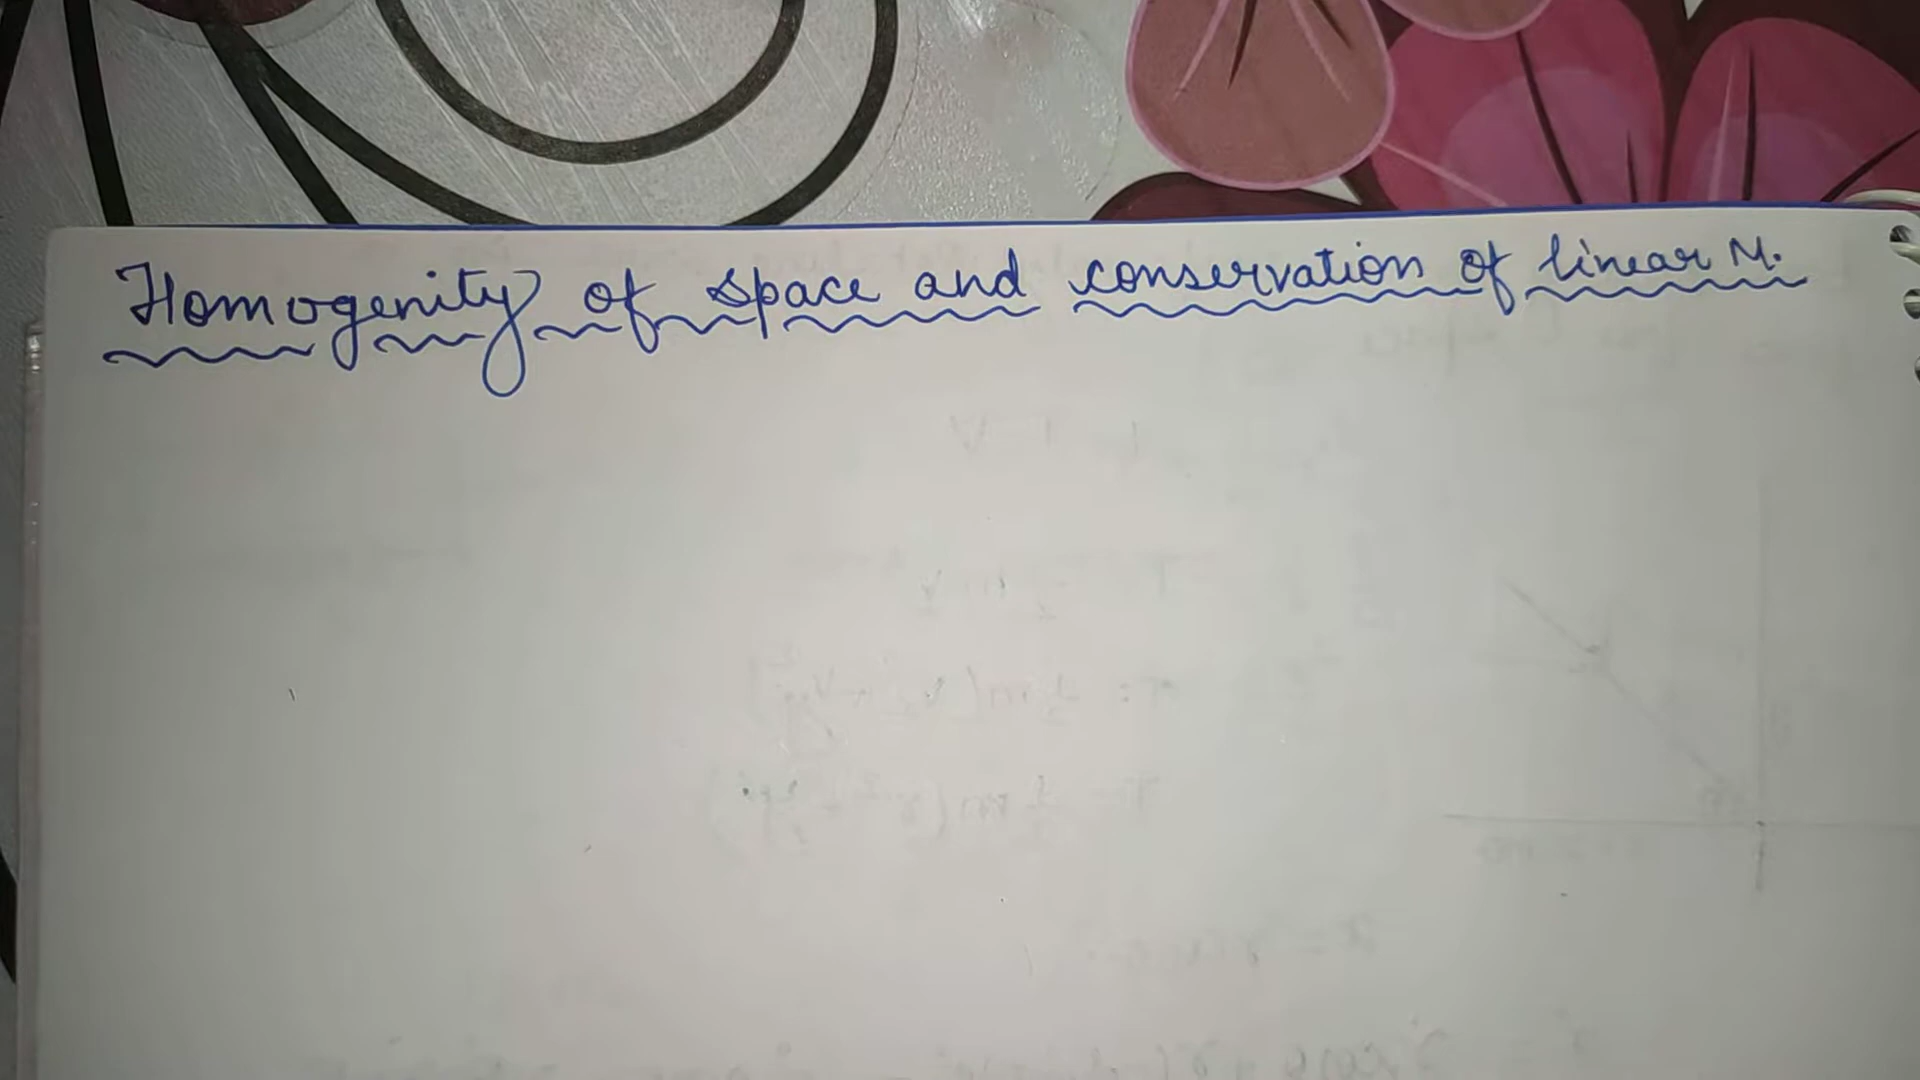 Homogenity of space and conservation of linear M.